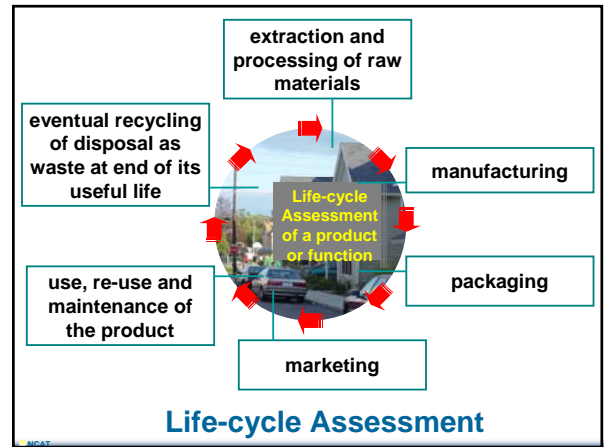 extraction and
processing of raw
materials
manufacturing
packaging
marketing
use, re-use and
maintenance of
the product
eventual recycling
of disposal as
waste at end of its
useful life
Life-cycle
Assessment
of a product
or function
Life-cycle Assessment
NCAT